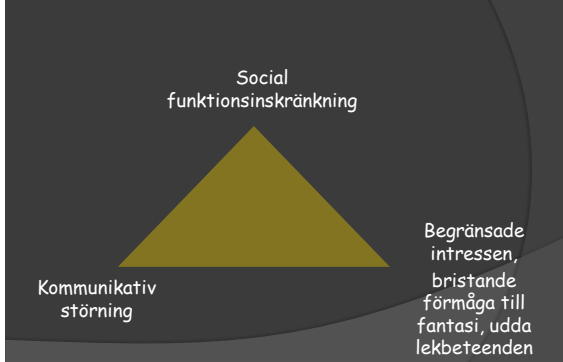 Social
funktionsinskränkning
Kommunikativ
störning
Begränsade
intressen,
bristande
förmåga till
fantasi, udda
lekbeteenden